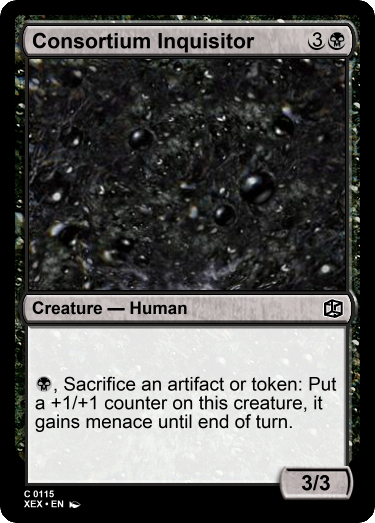 Consortium Inquisitor 3
Creature — Human
, Sacrifice an artifact or token: Put
a +1/+1 counter on this creature, it
gains menace until end of turn.
3/3
C 0115
XEX • EN